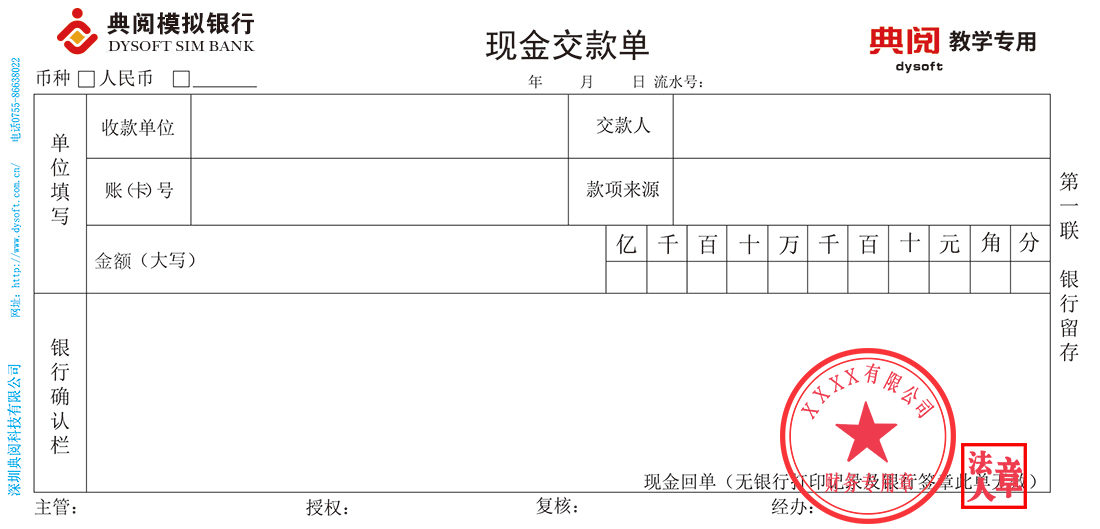 典阅模拟银行
DYSOFT SIM BANK
现金交款单
典阅 教学专用
dysoft
币种 人民币
年 月 日 流水号:
单位填写
收款单位
交款人
账(卡)号
款项来源
金额(大写)
亿 千 百 十 万 千 百 十 元 角 分
银行确认栏
XXXX有限公司
财务专用章
法人章
现金回单(无银行打印记录及银行签章此单无效)
主管: 授权: 复核: 经办:
第一联 银行留存
深圳典阅科技有限公司 网址: http://www.dysoft.com.cn/ 电话0755-86638022